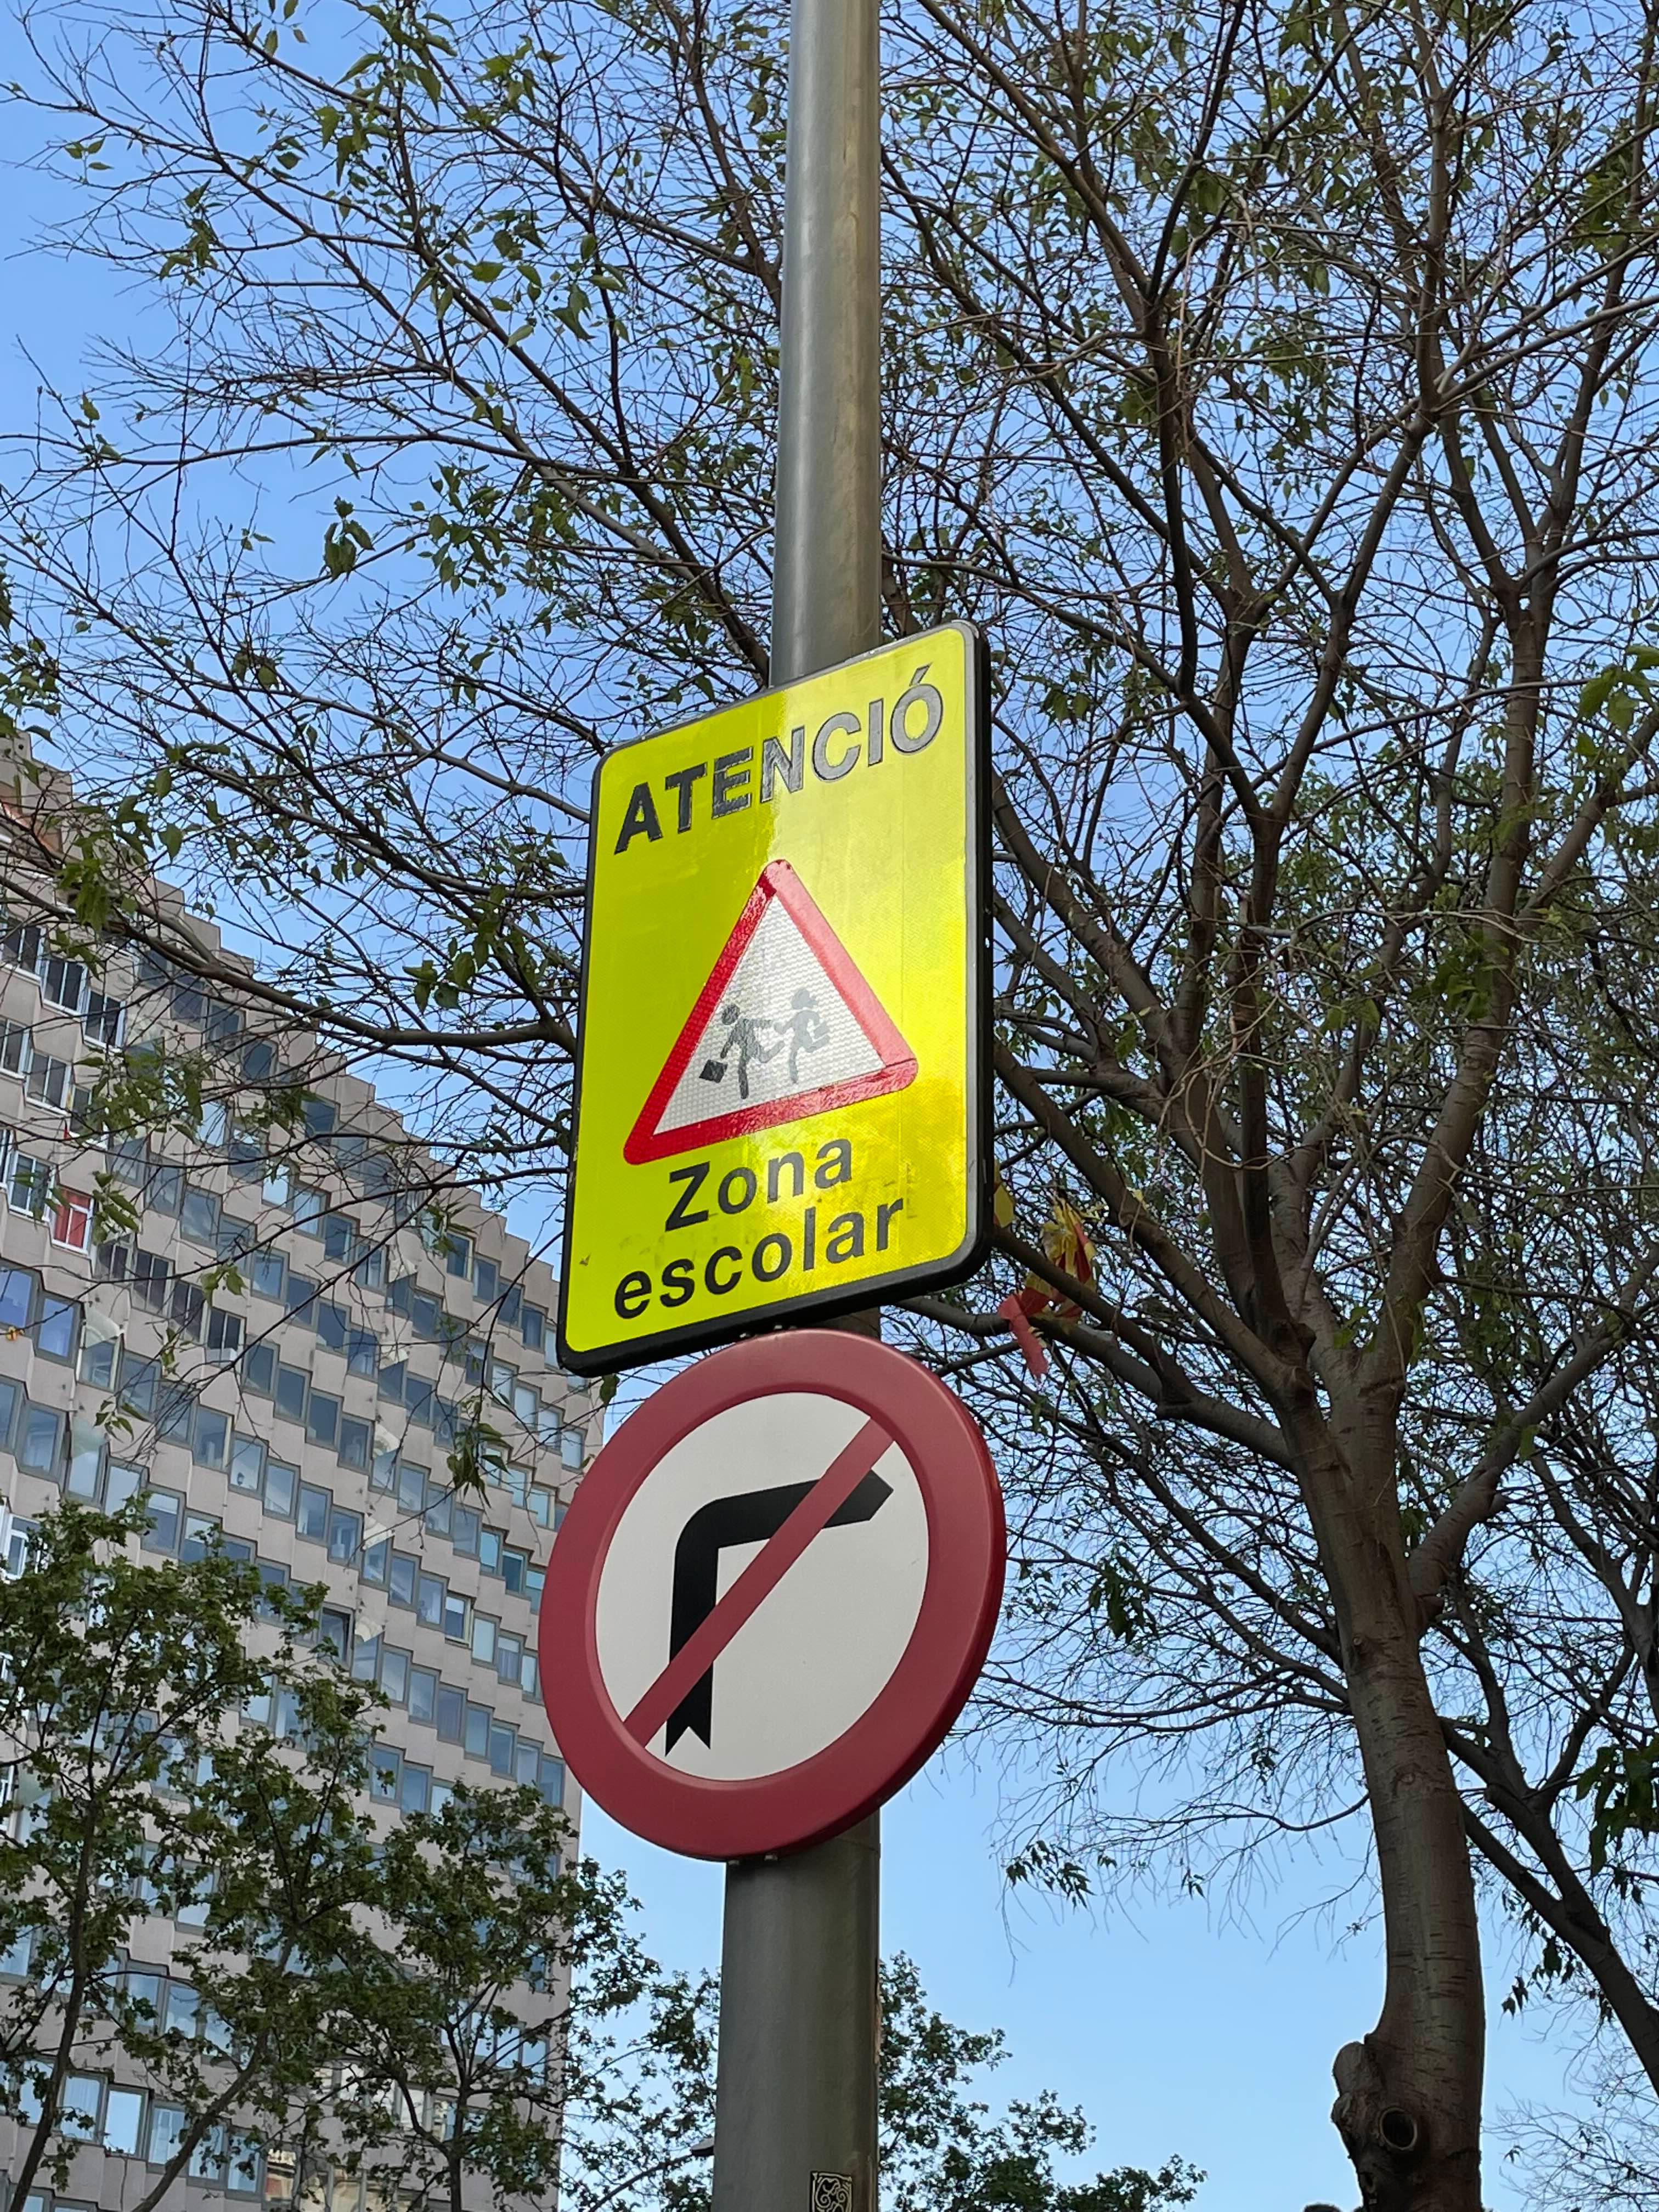 ATENCIÓ
Zona
escolar